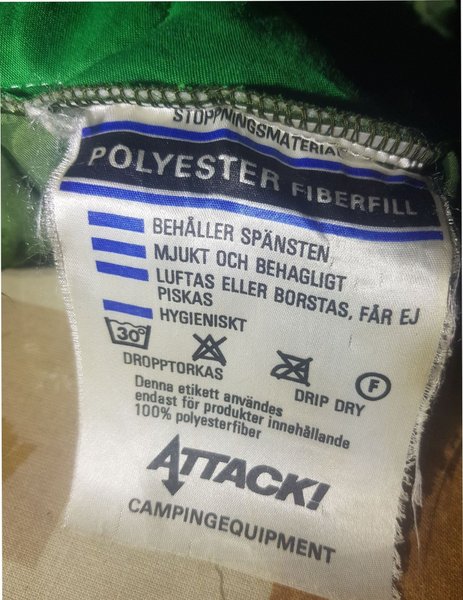 STOPPNINGSMATERIAL
POLYESTER FIBERFILL
BEHÅLLER SPÄNSTEN
MJUKT OCH BEHAGLIGT
LUFTAS ELLER BORSTAS, FÅR EJ
PISKAS
HYGIENISKT
30°
DROPPTORKAS
DRIP DRY
F
Denna etikett användes
endast för produkter innehållande
100% polyesterfiber
ATTACK!
CAMPINGEQUIPMENT